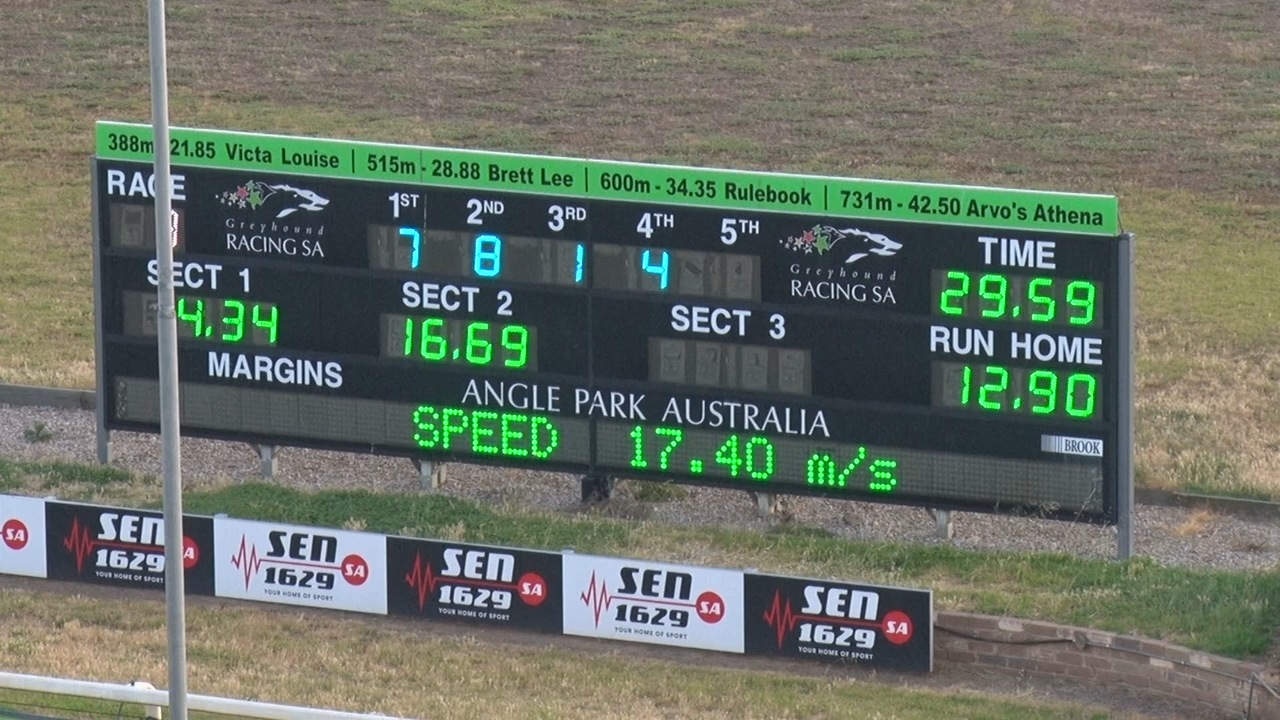 388m 21.85 Victa Louise | 515m - 28.88 Brett Lee | 600m - 34.35 Rulebook | 731m - 42.50 Arvo's Athena
RACE
Greyhound
RACING SA
1ST 2ND 3RD 4TH 5TH
7 8 1 4
Greyhound
RACING SA
TIME
29.59
SECT 1
4.34
SECT 2
16.69
SECT 3
RUN HOME
12.90
MARGINS
ANGLE PARK AUSTRALIA
SPEED 17.40 m/s
BROOK
SA
SEN
1629
SA
YOUR HOME OF SPORT
SEN
1629
SA
YOUR HOME OF SPORT
SEN
1629
SA
YOUR HOME OF SPORT
SEN
1629
SA
YOUR HOME OF SPORT
SEN
1629
SA
YOUR HOME OF SPORT